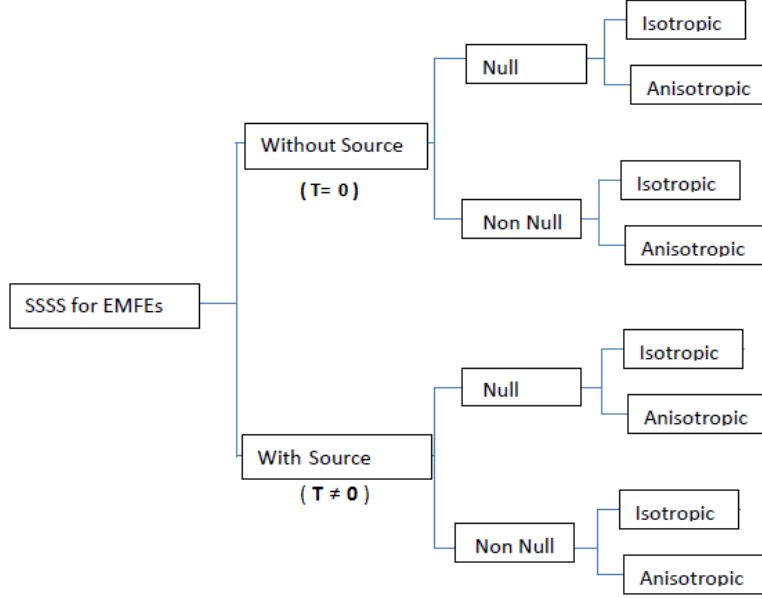 Isotropic
Null
Anisotropic
Without Source
( T= 0 )
Isotropic
Non Null
Anisotropic
SSSS for EMFEs
Isotropic
Null
Anisotropic
With Source
( T ≠ 0 )
Isotropic
Non Null
Anisotropic